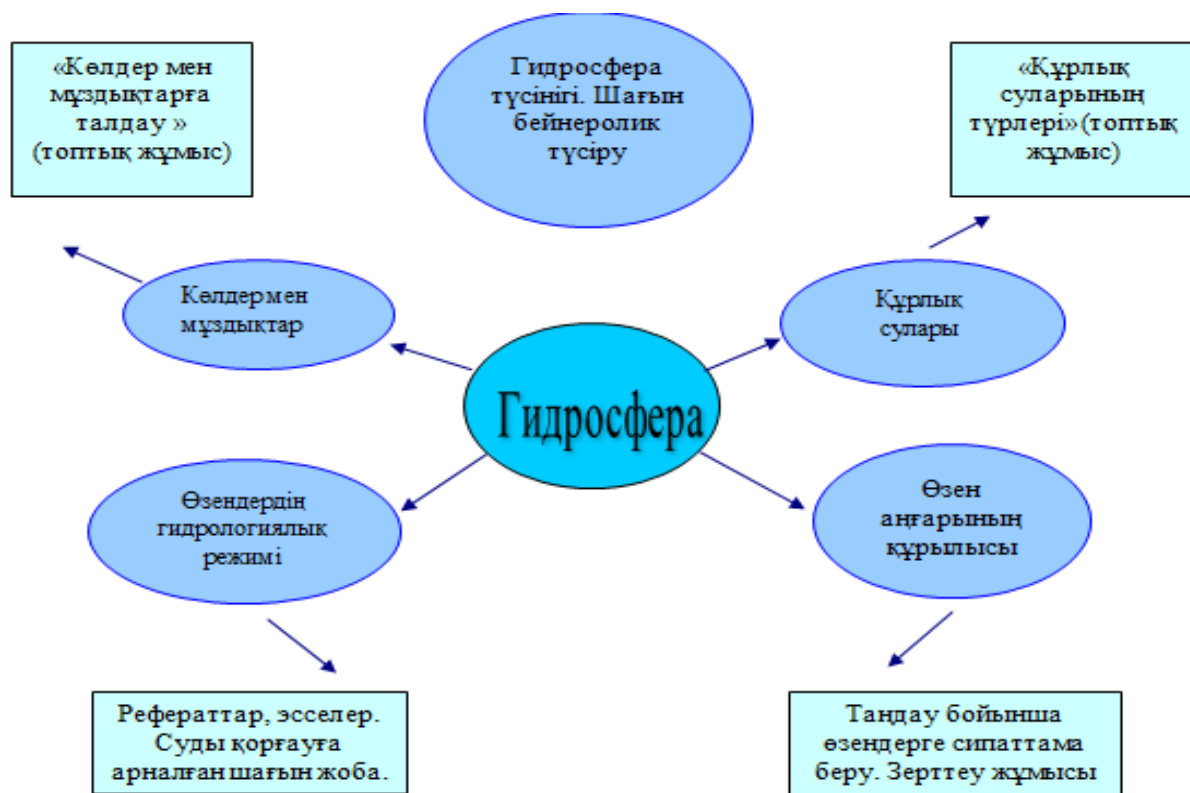 «Көлдер мен
мұздықтарға
талдау »
(топтық жұмыс)
Гидросфера
түсінігі. Шағын
бейнеролик
түсіру
«Құрлық
суларының
түрлері» (топтық
жұмыс)
Көлдер мен
мұздықтар
Құрлық
сулары
Гидросфера
Өзендердің
гидрологиялық
режимі
Өзен
аңғарының
құрылысы
Рефераттар, эсселер.
Суды қорғауға
арналған шағын жоба.
Таңдау бойынша
өзендерге сипаттама
беру. Зерттеу жұмысы